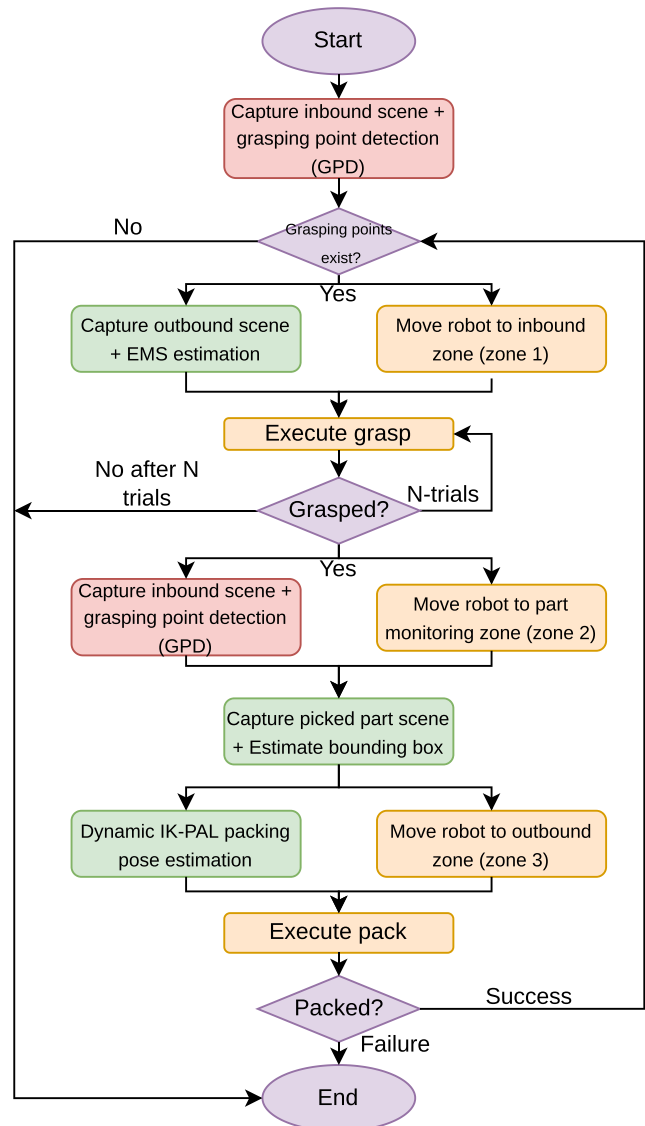 Start
Capture inbound scene +
grasping point detection
(GPD)
No
Grasping points
exist?
Yes
Capture outbound scene
+ EMS estimation
Move robot to inbound
zone (zone 1)
Execute grasp
No after N
trials
Grasped?
N-trials
Yes
Capture inbound scene +
grasping point detection
(GPD)
Move robot to part
monitoring zone (zone 2)
Capture picked part scene
+ Estimate bounding box
Dynamic IK-PAL packing
pose estimation
Move robot to outbound
zone (zone 3)
Execute pack
Packed?
Success
Failure
End